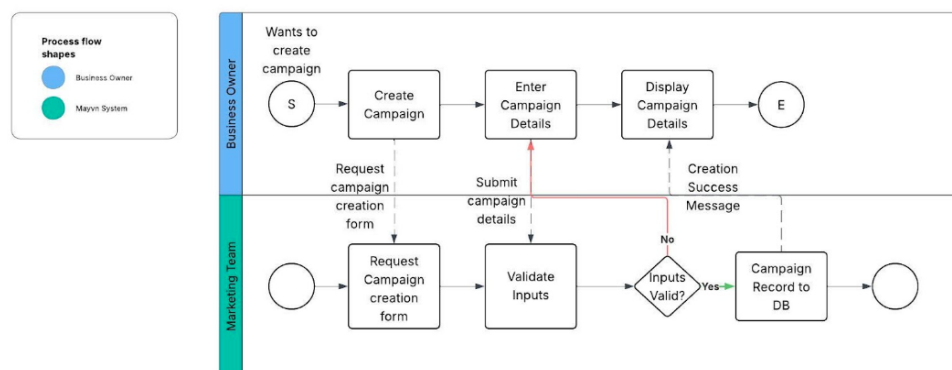 Process flow
shapes
Business Owner
Mayvn System
Business Owner
Wants to
create
campaign
S
Create
Campaign
Enter
Campaign
Details
Display
Campaign
Details
E
Request
campaign
creation
form
Submit
campaign
details
Creation
Success
Message
Marketing Team
Request
Campaign
creation
form
Validate
Inputs
No
Inputs
Valid?
Yes
Campaign
Record to
DB